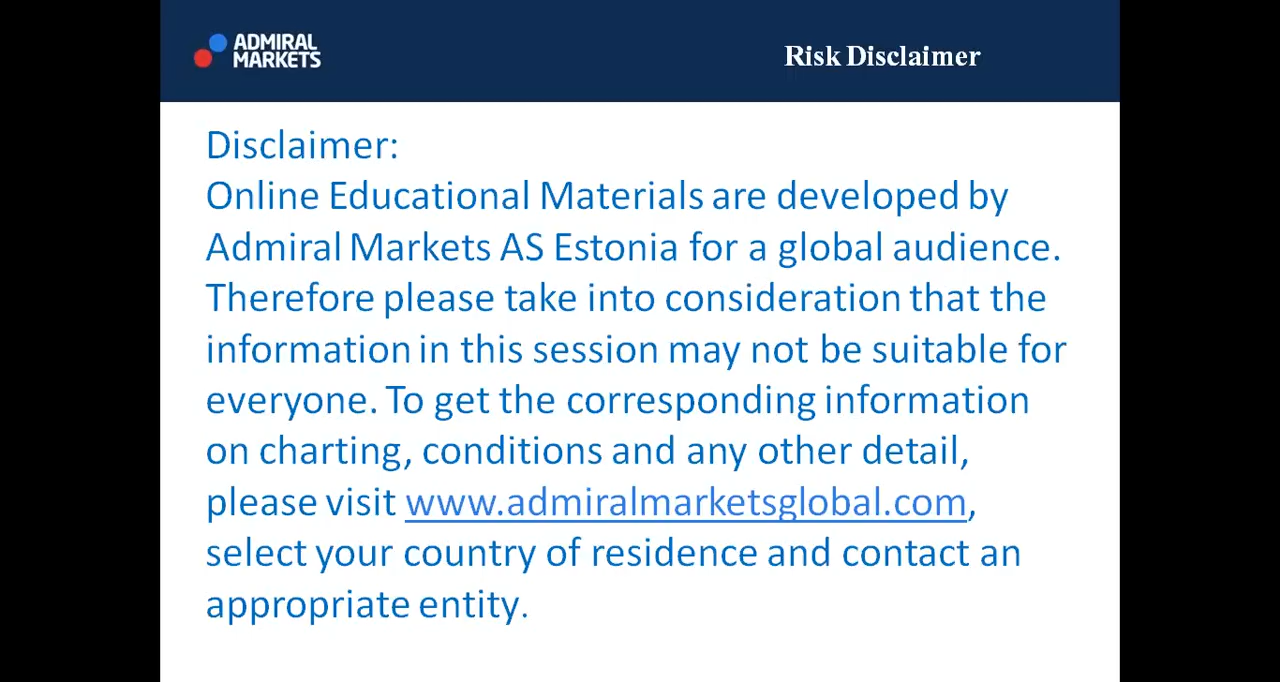 ADMIRAL
MARKETS
Risk Disclaimer
Disclaimer:
Online Educational Materials are developed by
Admiral Markets AS Estonia for a global audience.
Therefore please take into consideration that the
information in this session may not be suitable for
everyone. To get the corresponding information
on charting, conditions and any other detail,
please visit www.admiralmarketsglobal.com,
select your country of residence and contact an
appropriate entity.